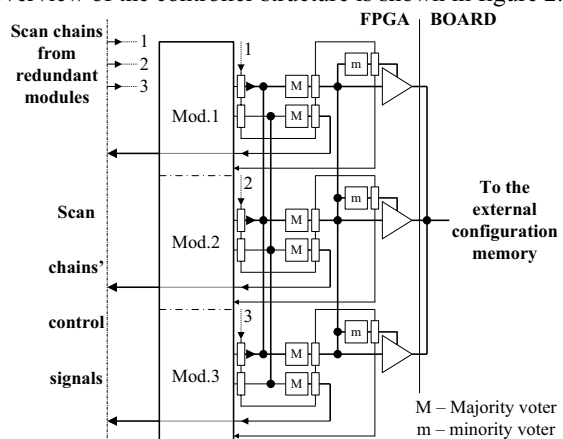 overview of the controller structure is shown in figure 2.
FPGA BOARD
Scan chains
from
redundant
modules
1
2
3
1
M
m
M
Mod.1
2
M
m
M
Mod.2
Scan
chains’
control
signals
To the
external
configuration
memory
3
M
m
M
Mod.3
M – Majority voter
m – minority voter